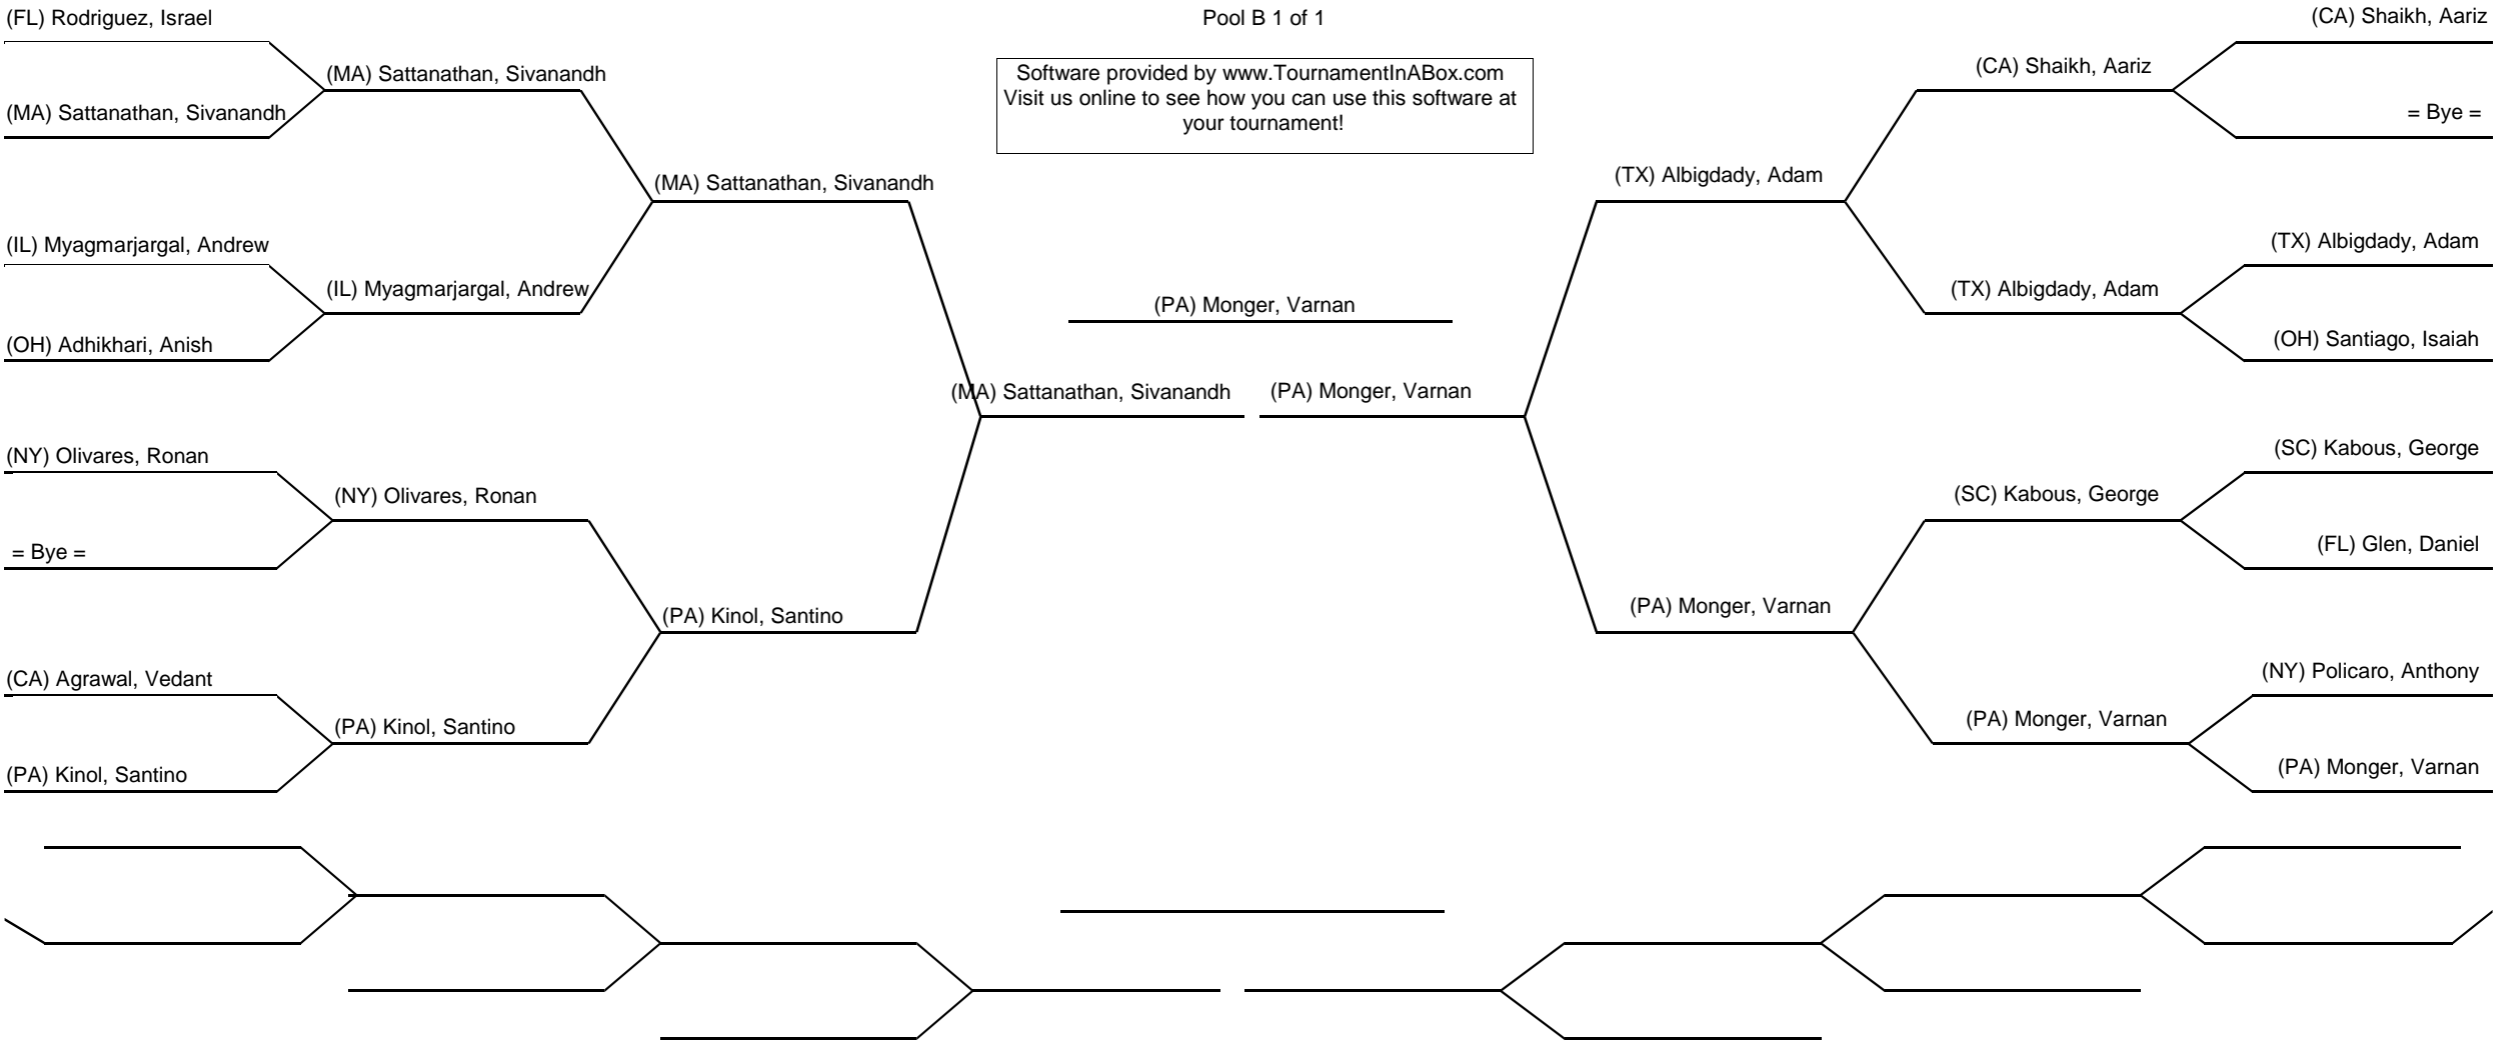 Pool B 1 of 1
Software provided by www.TournamentInABox.com
Visit us online to see how you can use this software at
your tournament!
(FL) Rodriguez, Israel
(MA) Sattanathan, Sivanandh
(IL) Myagmarjargal, Andrew
(OH) Adhikhari, Anish
(NY) Olivares, Ronan
= Bye =
(CA) Agrawal, Vedant
(PA) Kinol, Santino
(MA) Sattanathan, Sivanandh
(IL) Myagmarjargal, Andrew
(NY) Olivares, Ronan
(PA) Kinol, Santino
(MA) Sattanathan, Sivanandh
(PA) Kinol, Santino
(MA) Sattanathan, Sivanandh
(PA) Monger, Varnan
(PA) Monger, Varnan
(TX) Albigdady, Adam
(PA) Monger, Varnan
(CA) Shaikh, Aariz
(TX) Albigdady, Adam
(SC) Kabous, George
(PA) Monger, Varnan
(CA) Shaikh, Aariz
= Bye =
(TX) Albigdady, Adam
(OH) Santiago, Isaiah
(SC) Kabous, George
(FL) Glen, Daniel
(NY) Policaro, Anthony
(PA) Monger, Varnan